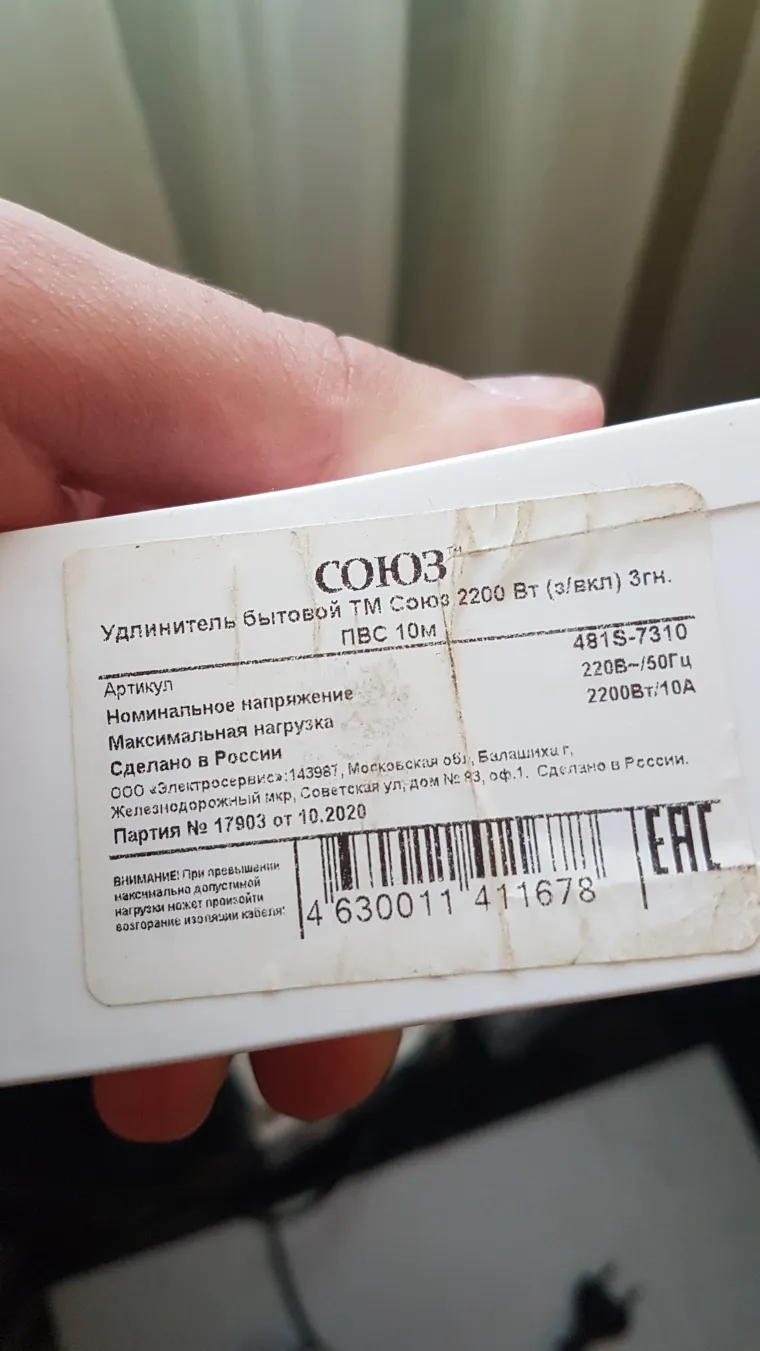 СОЮЗ™
Удлинитель бытовой ТМ Союз 2200 Вт (з/вкл) 3гн.
ПВС 10м
Артикул 481S-7310
Номинальное напряжение 220В~/50Гц
Максимальная нагрузка 2200Вт/10А
Сделано в России
ООО «Электросервис»:143987, Московская обл, Балашиха г,
Железнодорожный мкр, Советская ул, дом № 83, оф.1. Сделано в России.
Партия № 17903 от 10.2020
ВНИМАНИЕ! При превышении
максимально допустимой
нагрузки может произойти
возгорание изоляции кабеля!
4 630011 411678
EAC